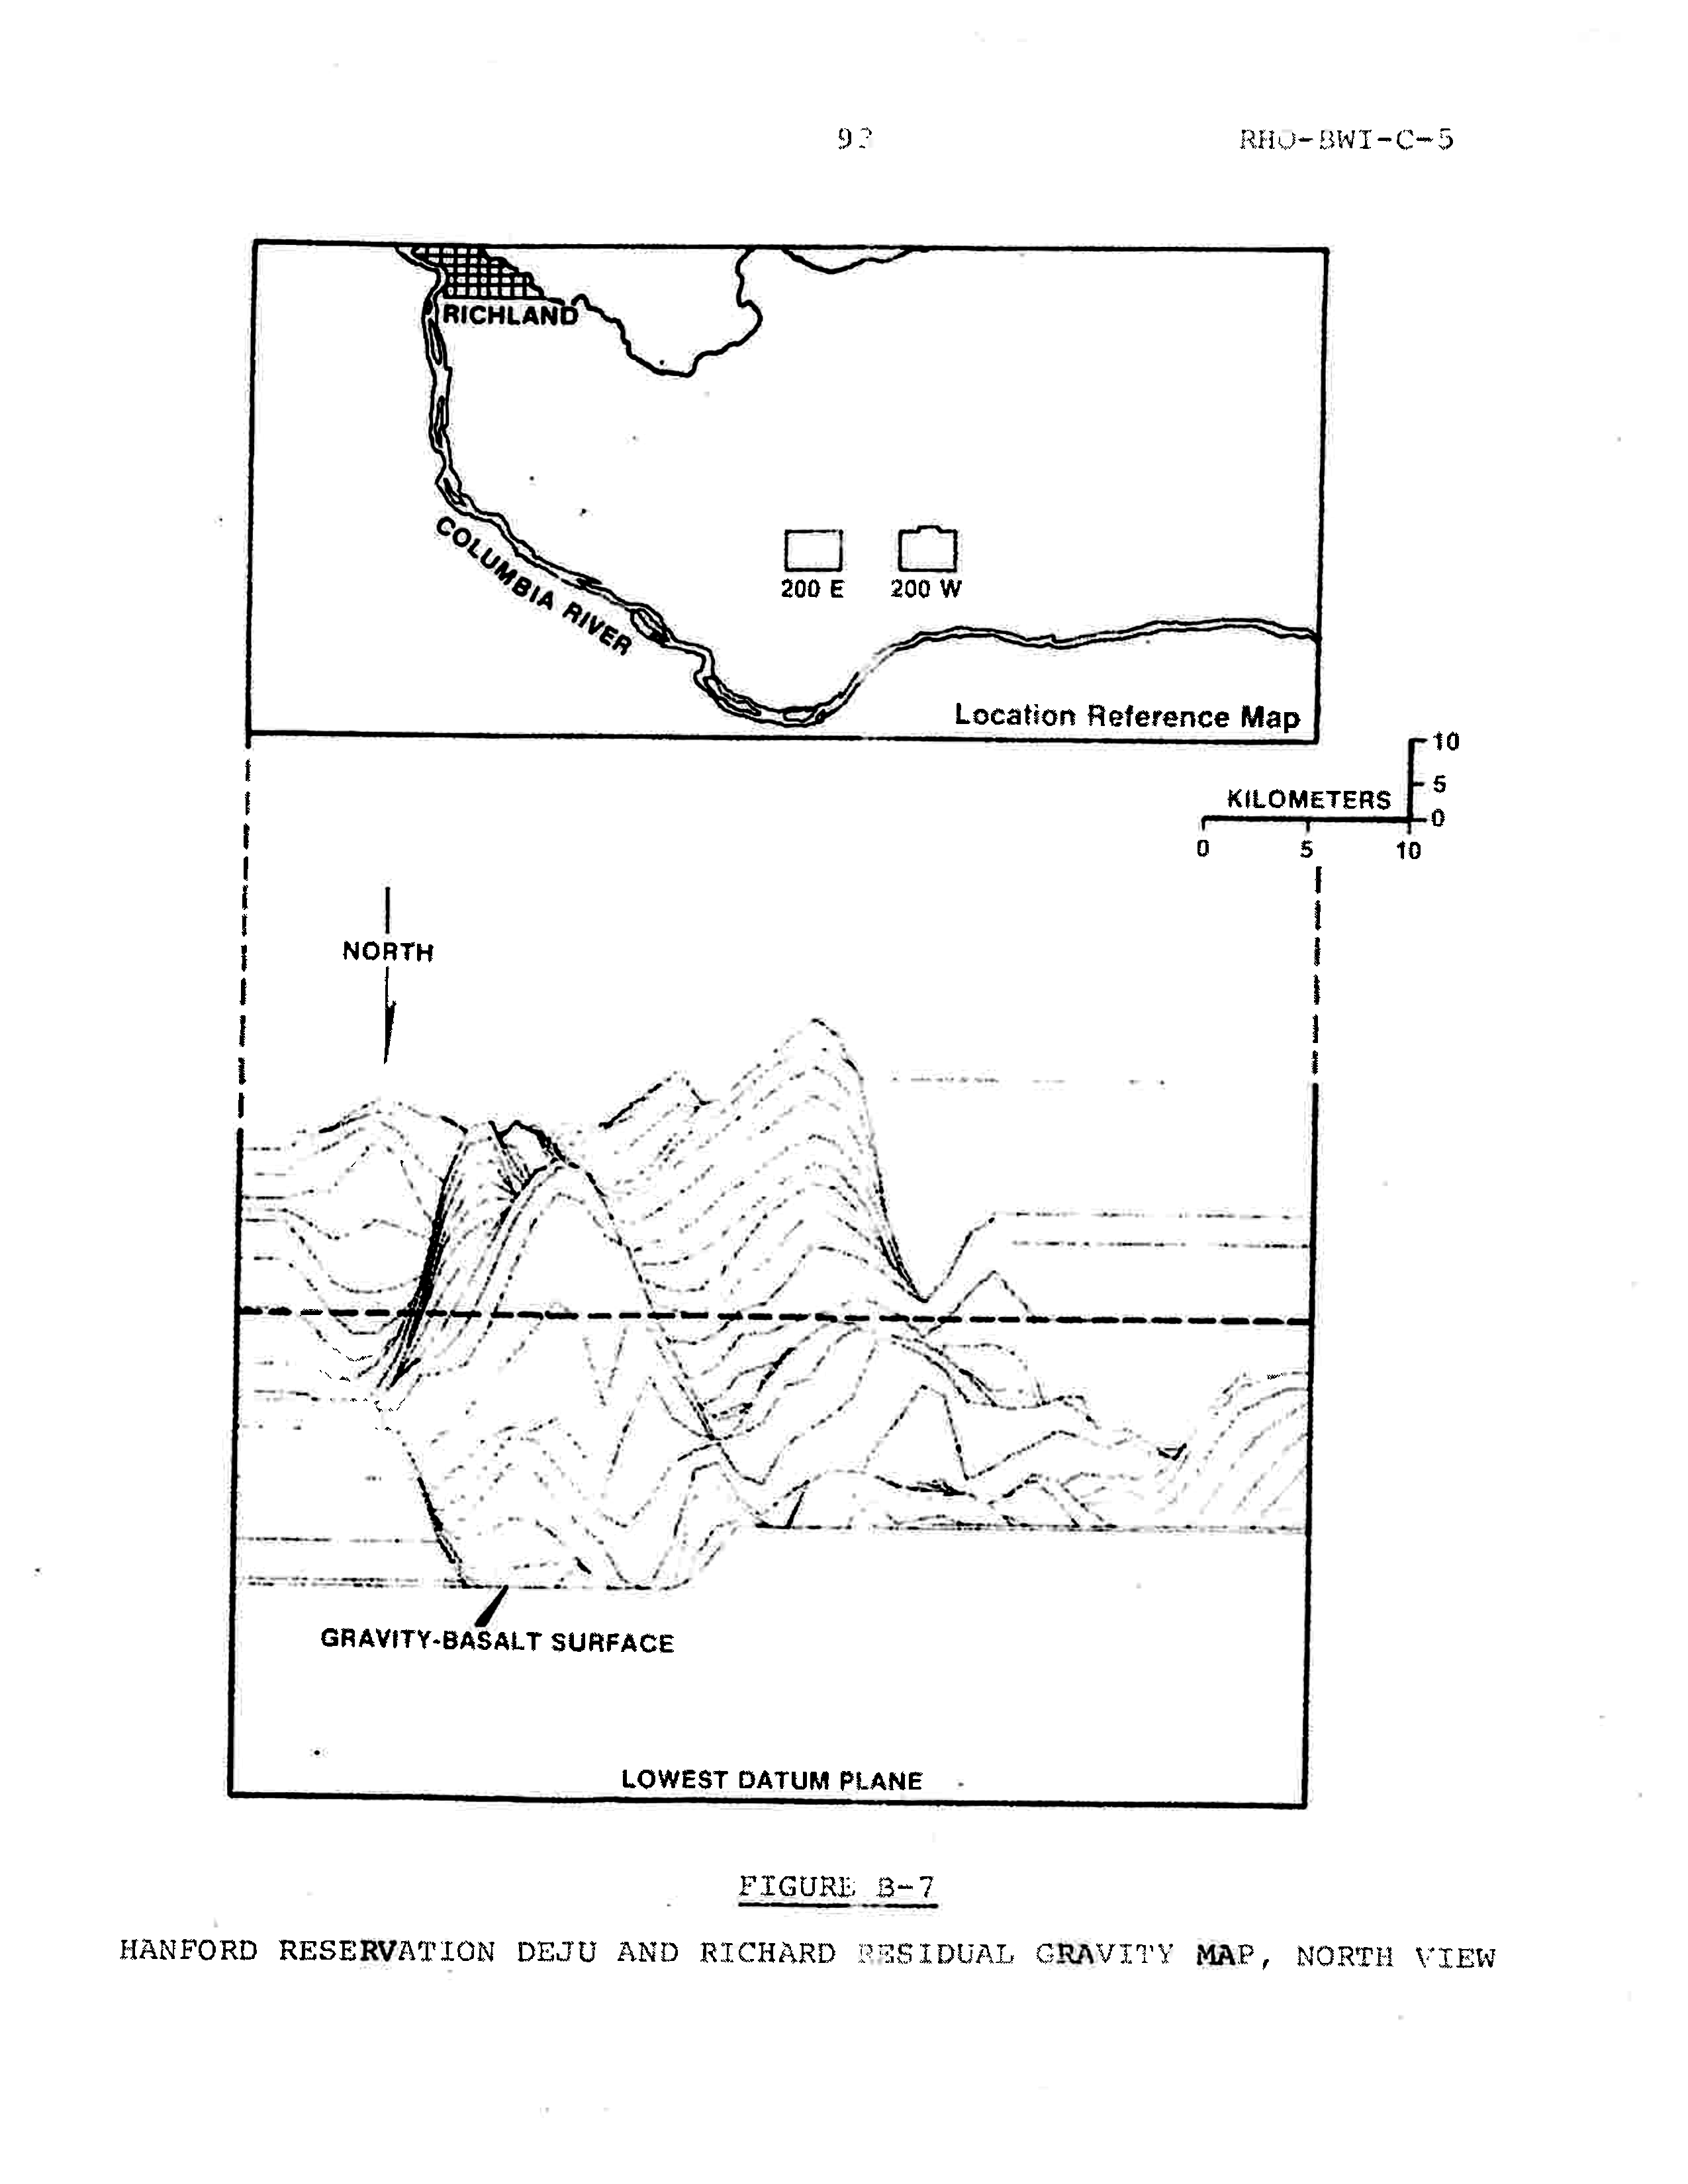 RHO-BWI-C-5
RICHLAND
COLUMBIA RIVER
200 E
200 W
Location Reference Map
10
5
0
KILOMETERS
0 5 10
NORTH
GRAVITY-BASALT SURFACE
LOWEST DATUM PLANE
FIGURE B-7
HANFORD RESERVATION DEJU AND RICHARD RESIDUAL GRAVITY MAP, NORTH VIEW